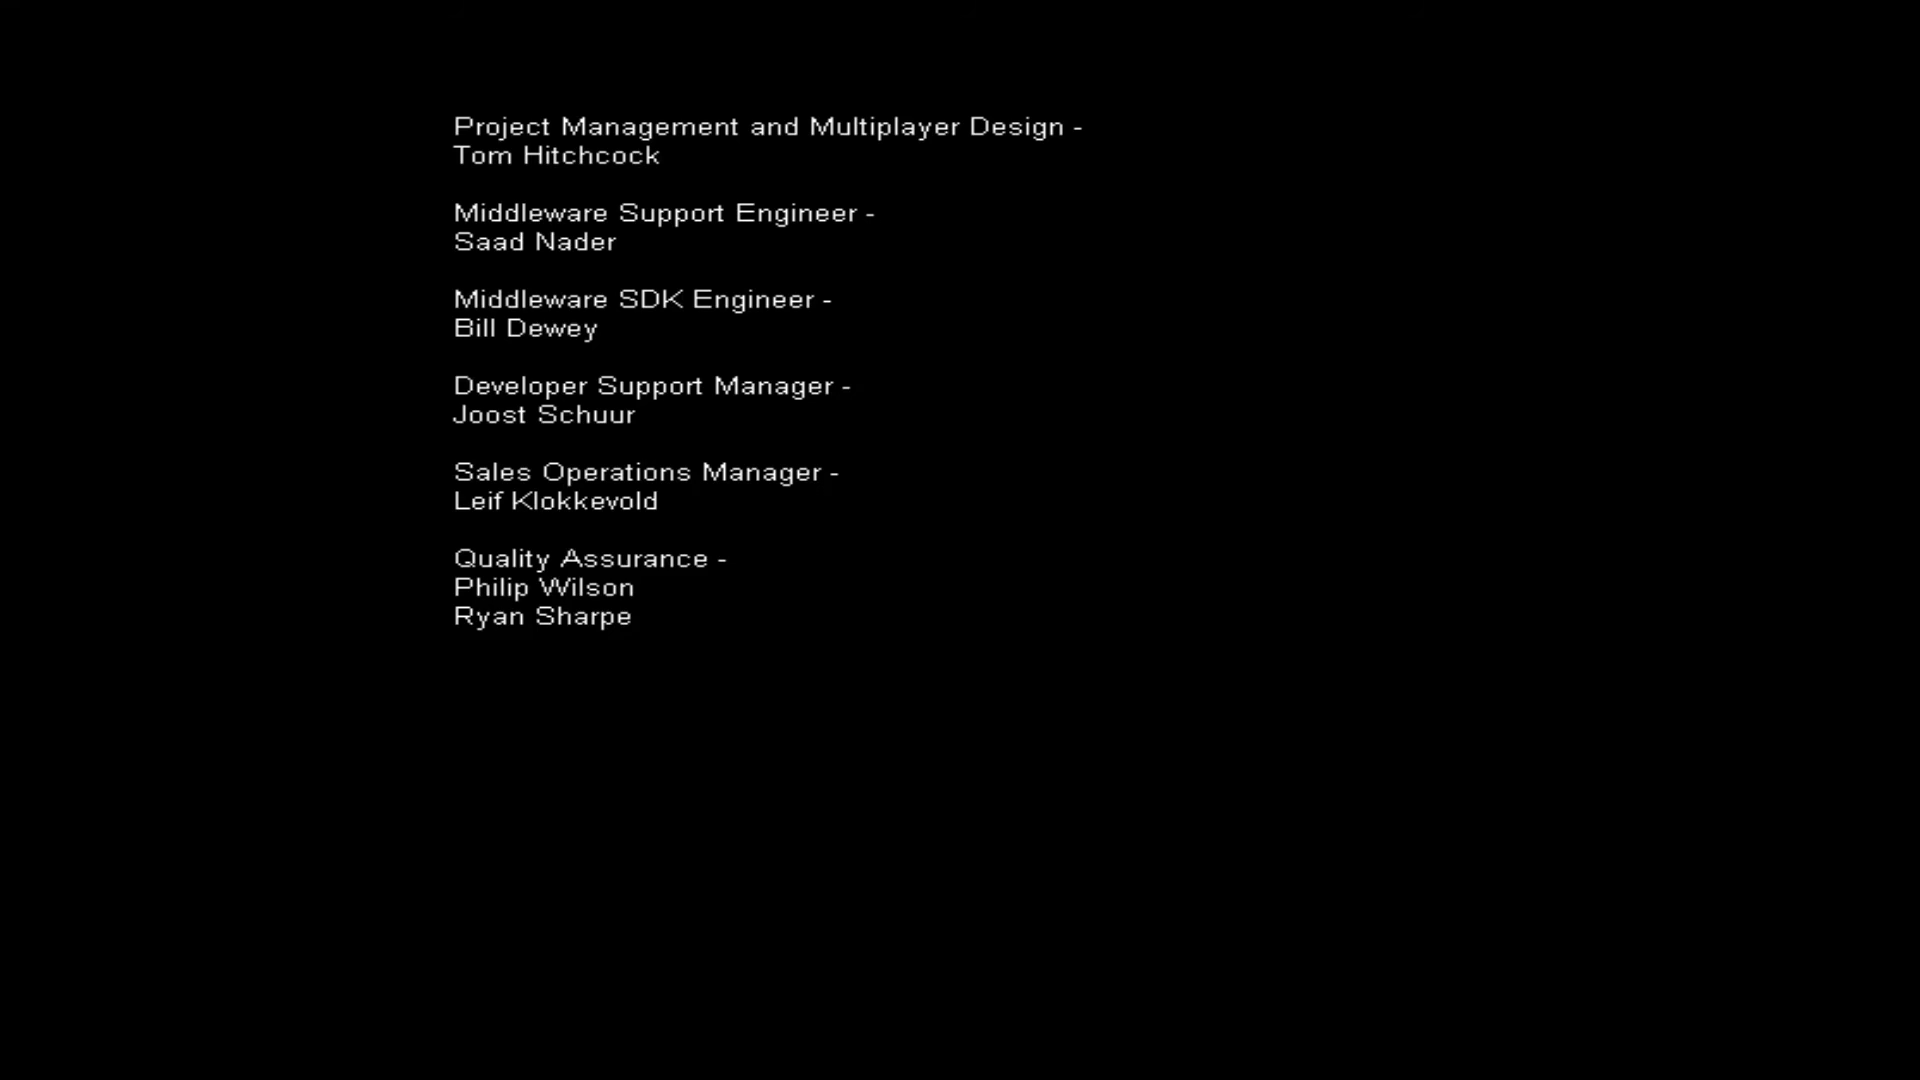 Project Management and Multiplayer Design -
Tom Hitchcock
Middleware Support Engineer -
Saad Nader
Middleware SDK Engineer -
Bill Dewey
Developer Support Manager -
Joost Schuur
Sales Operations Manager -
Leif Klokkevold
Quality Assurance -
Philip Wilson
Ryan Sharpe